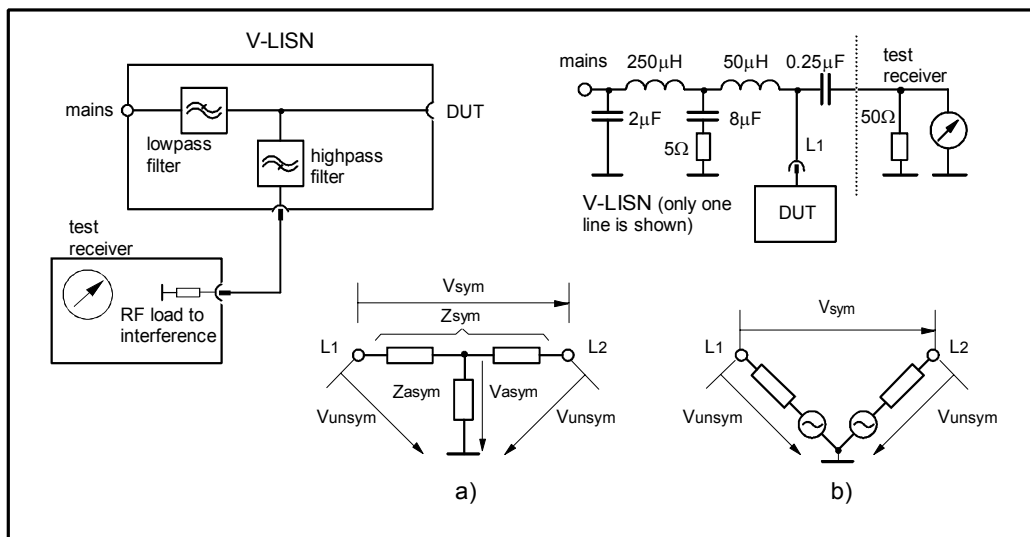 V-LISN
mains
DUT
lowpass
filter
highpass
filter
test
receiver
RF load to
interference
mains
250µH
50µH
0.25µF
test
receiver
2µF
8µF
5Ω
L1
50Ω
V-LISN (only one
line is shown)
DUT
Vsym
Zsym
L1
L2
Zasym
Vasym
Vunsym
Vunsym
a)
Vsym
L1
L2
Vunsym
Vunsym
b)